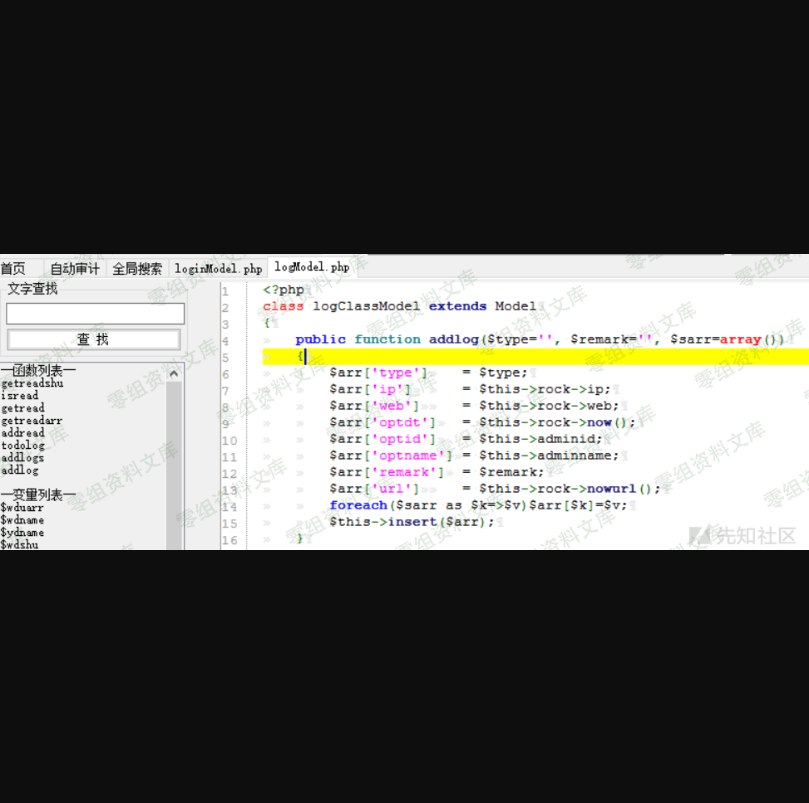 首页 自动审计 全局搜索 loginModel.php logModel.php
文字查找
查 找
—函数列表—
getreadshu
isread
getread
getreadarr
addread
todolog
addlogs
addlog
—变量列表—
$wduarr
$wdname
$ydname
$wdshu
1 <?php
2 class logClassModel extends Model
3 {
4 public function addlog($type='', $remark='', $sarr=array())
5 {
6 $arr['type'] = $type;
7 $arr['ip'] = $this->rock->ip;
8 $arr['web'] = $this->rock->web;
9 $arr['optdt'] = $this->rock->now();
10 $arr['optid'] = $this->adminid;
11 $arr['optname'] = $this->adminname;
12 $arr['remark'] = $remark;
13 $arr['url'] = $this->rock->nowurl();
14 foreach($sarr as $k=>$v)$arr[$k]=$v;
15 $this->insert($arr);
16 }
零组资料文库
先知社区